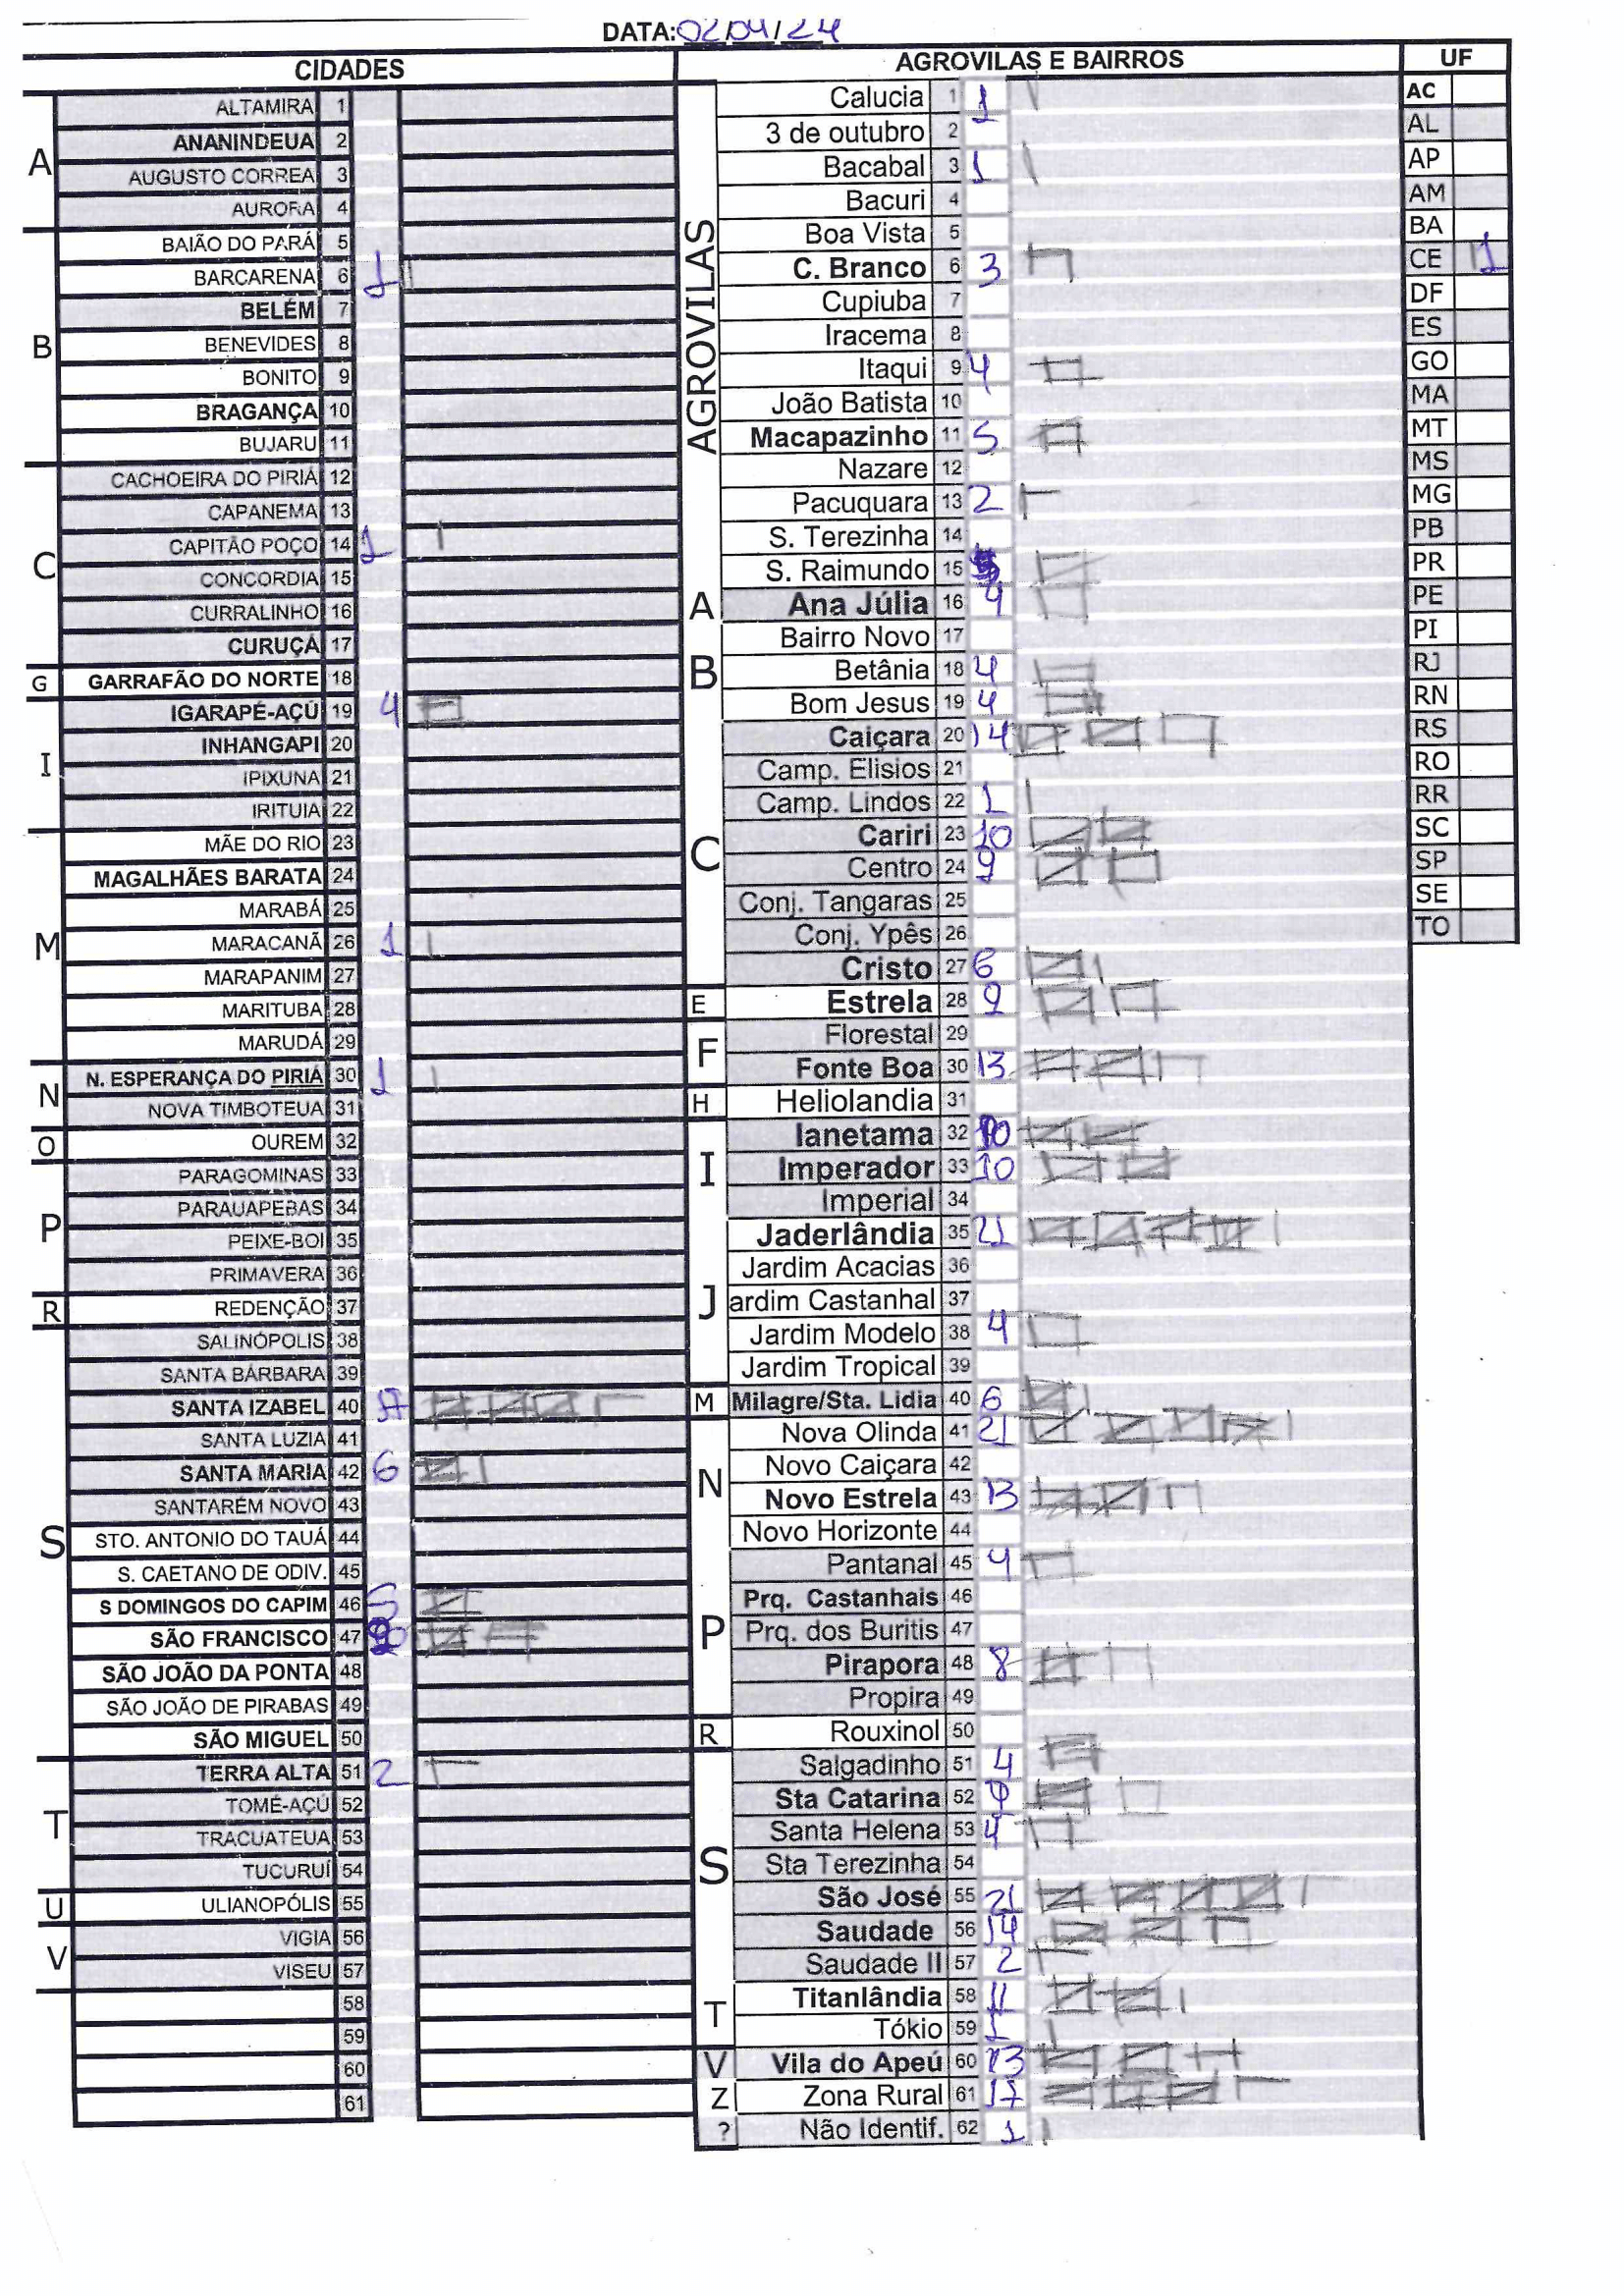 DATA: 02/04/24
CIDADES
A
ALTAMIRA 1
ANANINDEUA 2
AUGUSTO CORREA 3
AURORA 4
B
BAIÃO DO PARÁ 5
BARCARENA 6 1
BELÉM 7
BENEVIDES 8
BONITO 9
BRAGANÇA 10
BUJARU 11
C
CACHOEIRA DO PIRIÁ 12
CAPANEMA 13
CAPITÃO POÇO 14 1
CONCORDIA 15
CURRALINHO 16
CURUÇÁ 17
G
GARRAFÃO DO NORTE 18
I
IGARAPÉ-AÇÚ 19 4
INHANGAPI 20
IPIXUNA 21
IRITUIA 22
M
MÃE DO RIO 23
MAGALHÃES BARATA 24
MARABÁ 25
MARACANÃ 26 1
MARAPANIM 27
MARITUBA 28
MARUDÁ 29
N
N. ESPERANÇA DO PIRIÁ 30 1
NOVA TIMBOTEUA 31
O
OUREM 32
P
PARAGOMINAS 33
PARAUAPEBAS 34
PEIXE-BOI 35
PRIMAVERA 36
R
REDENÇÃO 37
S
SALINÓPOLIS 38
SANTA BÁRBARA 39
SANTA IZABEL 40 17
SANTA LUZIA 41
SANTA MARIA 42 6
SANTARÉM NOVO 43
STO. ANTONIO DO TAUÁ 44
S. CAETANO DE ODIV. 45
S DOMINGOS DO CAPIM 46 5
SÃO FRANCISCO 47
SÃO JOÃO DA PONTA 48
SÃO JOÃO DE PIRABAS 49
SÃO MIGUEL 50
T
TERRA ALTA 51 2
TOMÉ-AÇÚ 52
TRACUATEUA 53
TUCURUÍ 54
U
ULIANOPÓLIS 55
V
VIGIA 56
VISEU 57
58
59
60
61
AGROVILAS E BAIRROS
AGROVILAS
Calucia 1 1
3 de outubro 2
Bacabal 3 1
Bacuri 4
Boa Vista 5
C. Branco 6 3
Cupiuba 7
Iracema 8
Itaqui 9 4
João Batista 10
Macapazinho 11 5
Nazare 12
Pacuquara 13 2
S. Terezinha 14
S. Raimundo 15
A
Ana Júlia 16 4
B
Bairro Novo 17
Betânia 18 4
Bom Jesus 19 4
C
Caiçara 20 14
Camp. Elisios 21
Camp. Lindos 22 1
Cariri 23 10
Centro 24 9
Conj. Tangaras 25
Conj. Ypês 26
Cristo 27 6
E
Estrela 28 9
F
Florestal 29
Fonte Boa 30 13
H
Heliolandia 31
I
Ianetama 32 10
Imperador 33 10
Imperial 34
J
Jaderlândia 35 21
Jardim Acacias 36
ardim Castanhal 37
Jardim Modelo 38 4
Jardim Tropical 39
M
Milagre/Sta. Lidia 40 6
N
Nova Olinda 41 21
Novo Caiçara 42
Novo Estrela 43 13
Novo Horizonte 44
P
Pantanal 45 4
Prq. Castanhais 46
Prq. dos Buritis 47
Pirapora 48 8
Propira 49
R
Rouxinol 50
S
Salgadinho 51 4
Sta Catarina 52
Santa Helena 53 4
Sta Terezinha 54
São José 55 21
Saudade 56 14
Saudade II 57 2
T
Titanlândia 58 11
Tókio 59 1
V
Vila do Apeú 60 13
Z
Zona Rural 61 17
?
Não Identif. 62 1
UF
AC
AL
AP
AM
BA
CE 1
DF
ES
GO
MA
MT
MS
MG
PB
PR
PE
PI
RJ
RN
RS
RO
RR
SC
SP
SE
TO